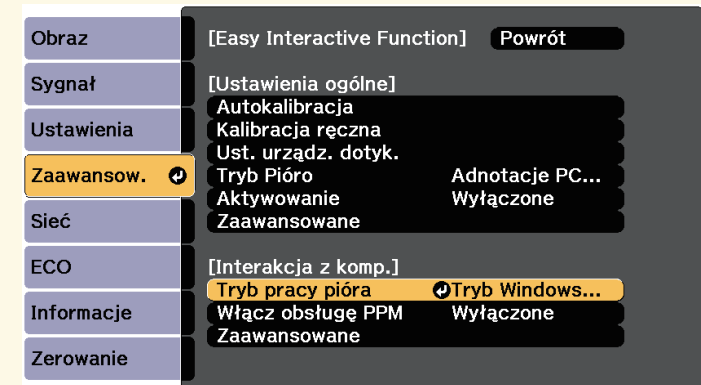 Obraz
Sygnał
Ustawienia
Zaawansow.
Sieć
ECO
Informacje
Zerowanie
[Easy Interactive Function] Powrót
[Ustawienia ogólne]
Autokalibracja
Kalibracja ręczna
Ust. urządz. dotyk.
Tryb Pióro Adnotacje PC...
Aktywowanie Wyłączone
Zaawansowane
[Interakcja z komp.]
Tryb pracy pióra Tryb Windows...
Włącz obsługę PPM Wyłączone
Zaawansowane